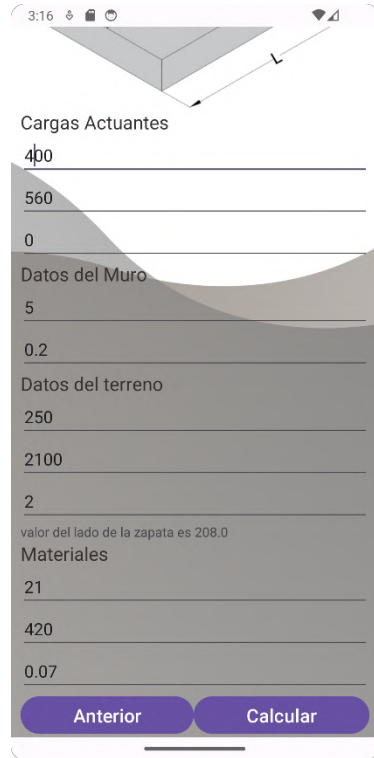 3:16
L
Cargas Actuantes
400
560
0
Datos del Muro
5
0.2
Datos del terreno
250
2100
2
valor del lado de la zapata es 208.0
Materiales
21
420
0.07
Anterior Calcular